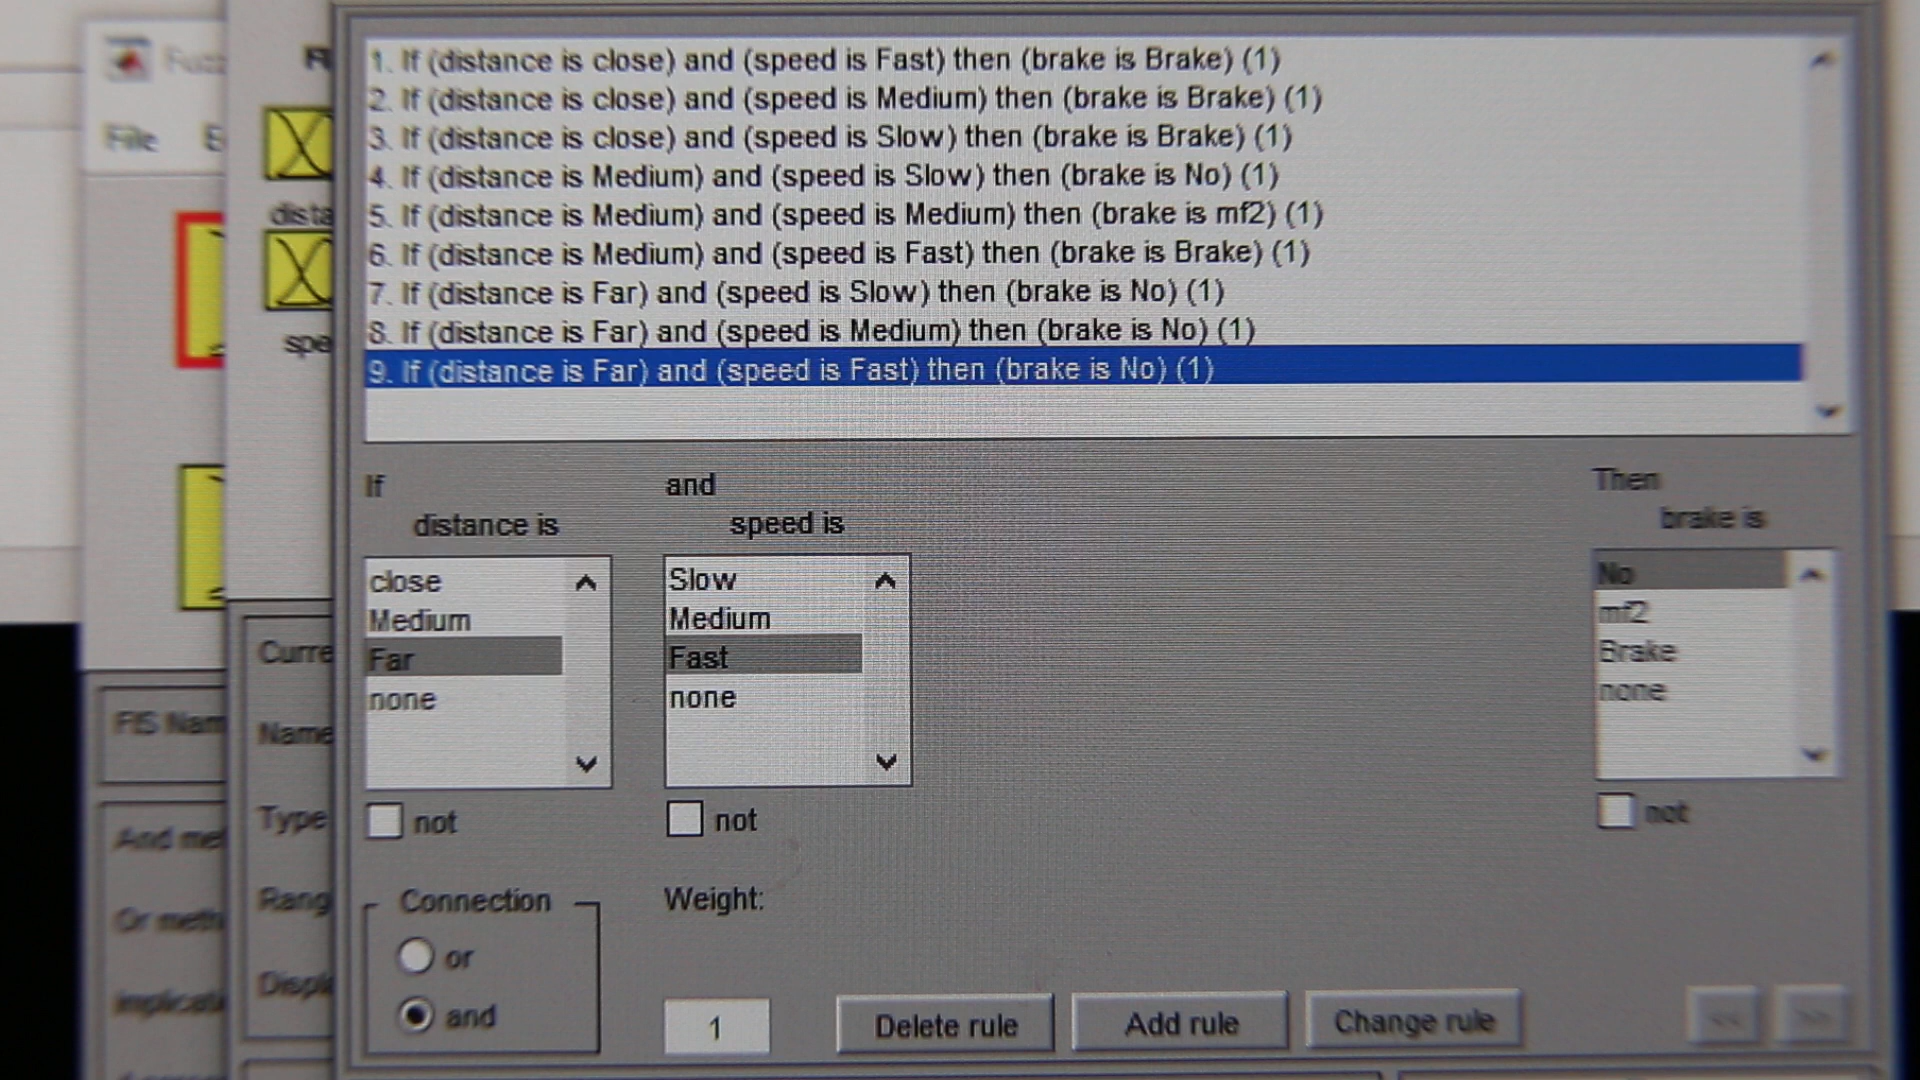 1. If (distance is close) and (speed is Fast) then (brake is Brake) (1)
2. If (distance is close) and (speed is Medium) then (brake is Brake) (1)
3. If (distance is close) and (speed is Slow) then (brake is Brake) (1)
4. If (distance is Medium) and (speed is Slow) then (brake is No) (1)
5. If (distance is Medium) and (speed is Medium) then (brake is mf2) (1)
6. If (distance is Medium) and (speed is Fast) then (brake is Brake) (1)
7. If (distance is Far) and (speed is Slow) then (brake is No) (1)
8. If (distance is Far) and (speed is Medium) then (brake is No) (1)
9. If (distance is Far) and (speed is Fast) then (brake is No) (1)
If
distance is
close
Medium
Far
none
not
and
speed is
Slow
Medium
Fast
none
not
Then
brake is
No
mf2
Brake
none
not
Connection
or
and
Weight:
1
Delete rule
Add rule
Change rule
<<
>>
File
E
Fuzz
dista
spe
Curre
Name
Type
Rang
Displa
FIS Nam
And met
Or meth
Implicati